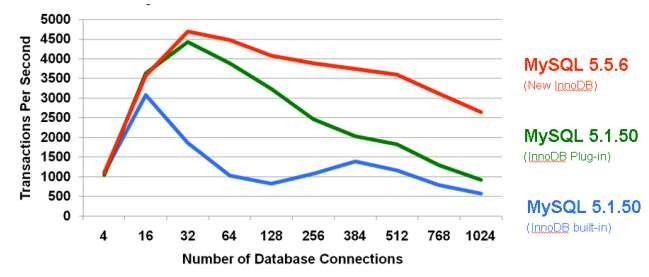 5000
4500
4000
3500
3000
2500
2000
1500
1000
500
0
Transactions Per Second
4 16 32 64 128 256 384 512 768 1024
Number of Database Connections
MySQL 5.5.6
(New InnoDB)
MySQL 5.1.50
(InnoDB Plug-in)
MySQL 5.1.50
(InnoDB built-in)